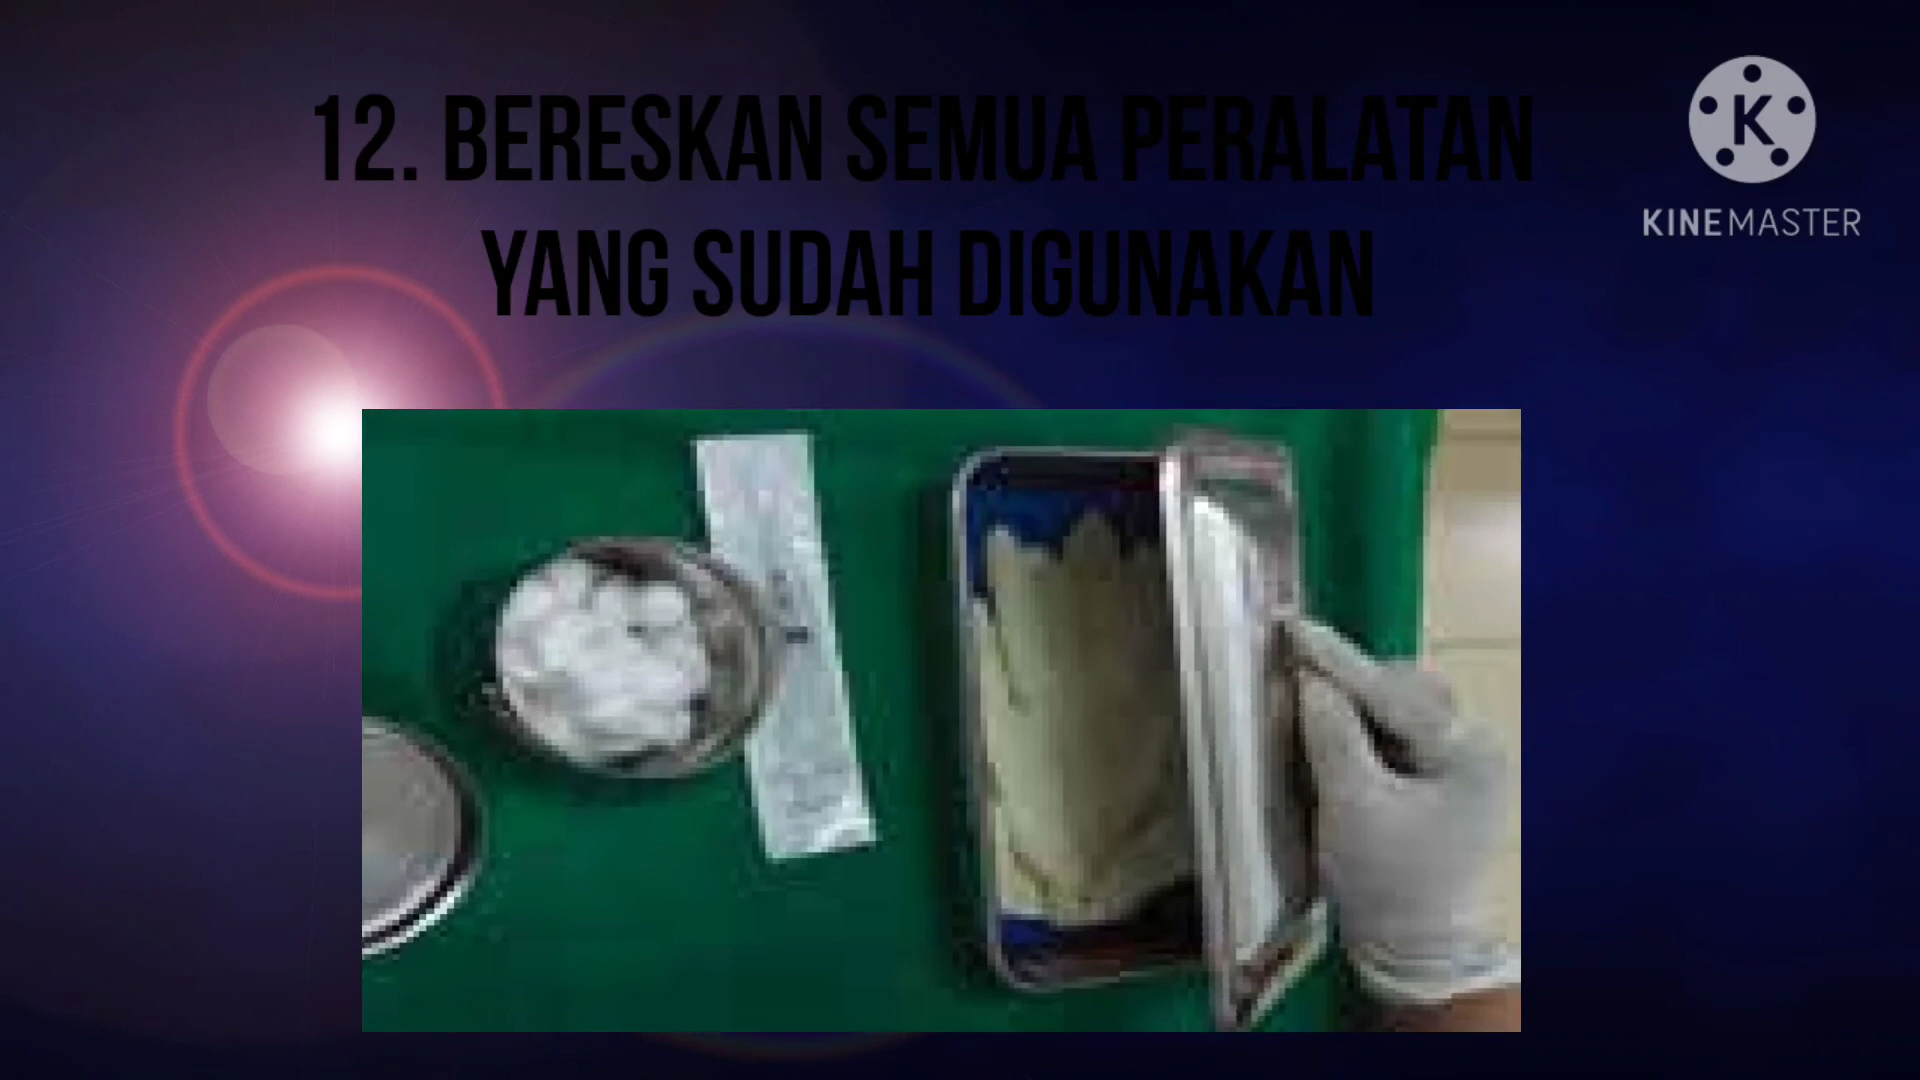 12. BERESKAN SEMUA PERALATAN
YANG SUDAH DIGUNAKAN
K
KINEMASTER